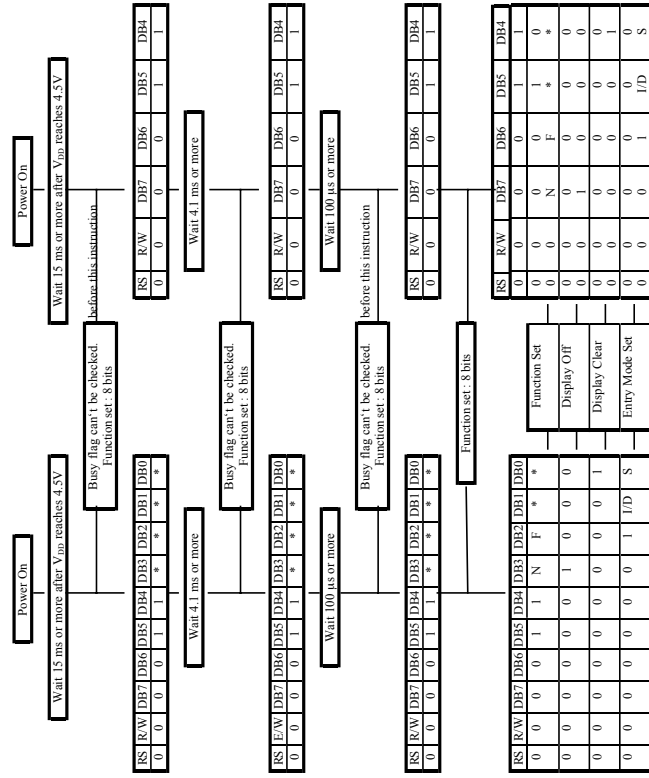 Power On
Power On
Wait 15 ms or more after VDD reaches 4.5V
Wait 15 ms or more after VDD reaches 4.5V
Busy flag can't be checked. before this instruction
Function set : 8 bits
RS R/W DB7 DB6 DB5 DB4 DB3 DB2 DB1 DB0
0 0 0 0 1 1 * * * *
RS R/W DB7 DB6 DB5 DB4
0 0 0 0 1 1
Wait 4.1 ms or more
Wait 4.1 ms or more
Busy flag can't be checked.
Function set : 8 bits
RS E/W DB7 DB6 DB5 DB4 DB3 DB2 DB1 DB0
0 0 0 0 1 1 * * * *
RS R/W DB7 DB6 DB5 DB4
0 0 0 0 1 1
Wait 100 µs or more
Wait 100 µs or more
Busy flag can't be checked. before this instruction
Function set : 8 bits
RS R/W DB7 DB6 DB5 DB4 DB3 DB2 DB1 DB0
0 0 0 0 1 1 * * * *
RS R/W DB7 DB6 DB5 DB4
0 0 0 0 1 1
Function set : 8 bits
RS R/W DB7 DB6 DB5 DB4 DB3 DB2 DB1 DB0
0 0 0 0 1 1 N F * *
0 0 0 0 0 0 1 0 0 0
0 0 0 0 0 0 0 0 0 1
0 0 0 0 0 0 0 1 I/D S
Function Set
Display Off
Display Clear
Entry Mode Set
RS R/W DB7 DB6 DB5 DB4
0 0 0 0 1 1
0 0 0 0 1 0
0 0 N F * *
0 0 0 0 0 0
0 0 1 0 0 0
0 0 0 0 0 0
0 0 0 0 0 1
0 0 0 0 0 0
0 0 0 1 I/D S